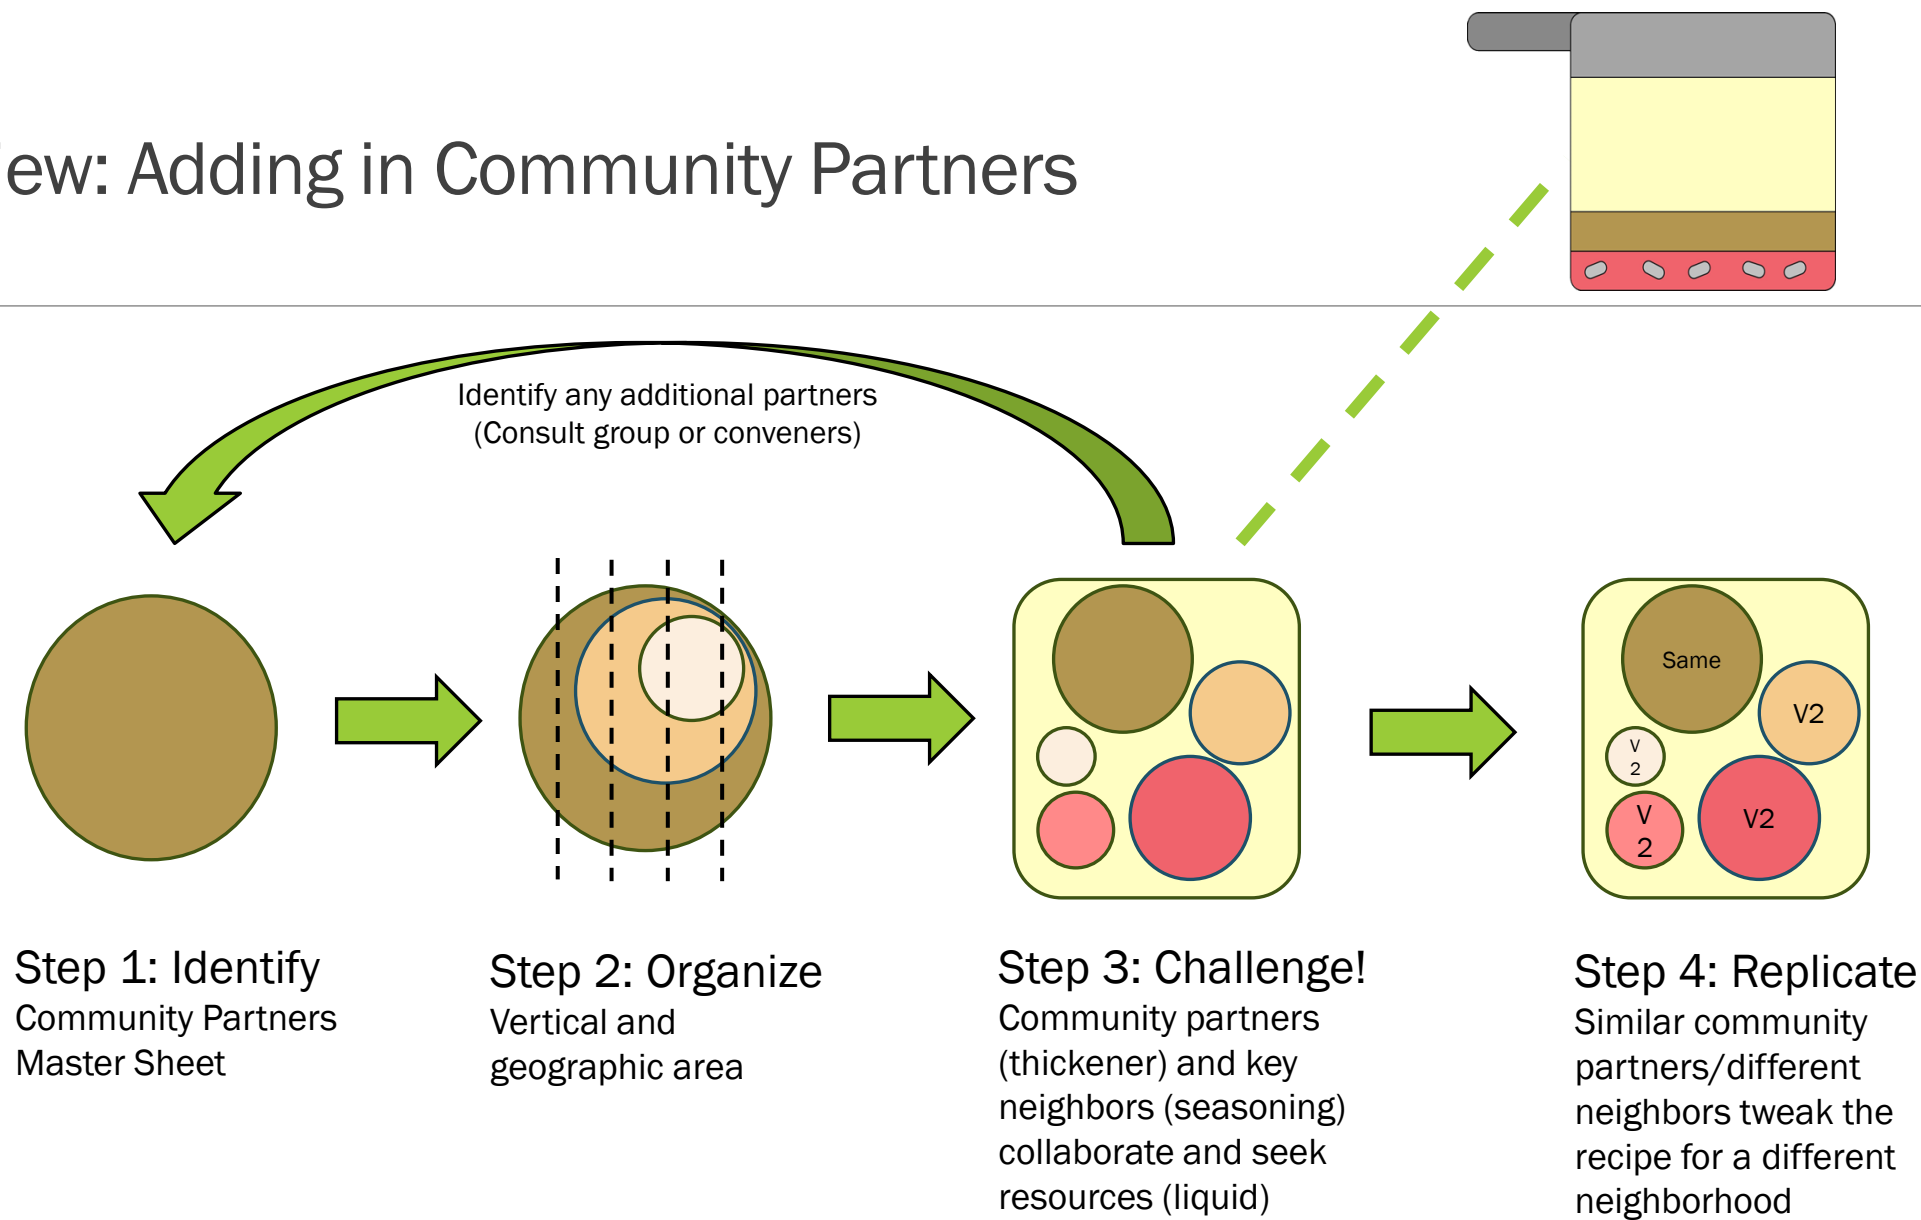 ew: Adding in Community Partners
Identify any additional partners
(Consult group or conveners)
Same
V2
V
2
V
2
V2
Step 1: Identify
Community Partners
Master Sheet
Step 2: Organize
Vertical and
geographic area
Step 3: Challenge!
Community partners
(thickener) and key
neighbors (seasoning)
collaborate and seek
resources (liquid)
Step 4: Replicate
Similar community
partners/different
neighbors tweak the
recipe for a different
neighborhood